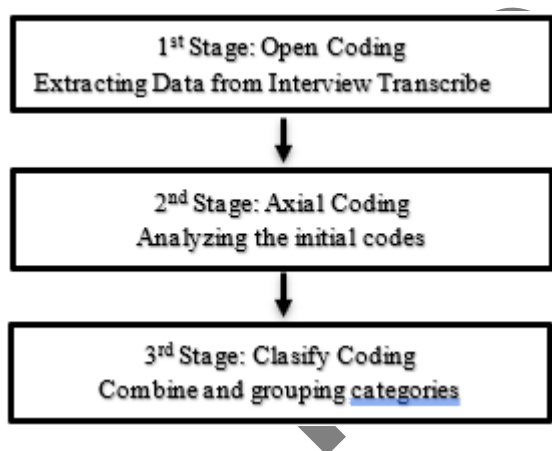 1st Stage: Open Coding
Extracting Data from Interview Transcribe
2nd Stage: Axial Coding
Analyzing the initial codes
3rd Stage: Clasify Coding
Combine and grouping categories